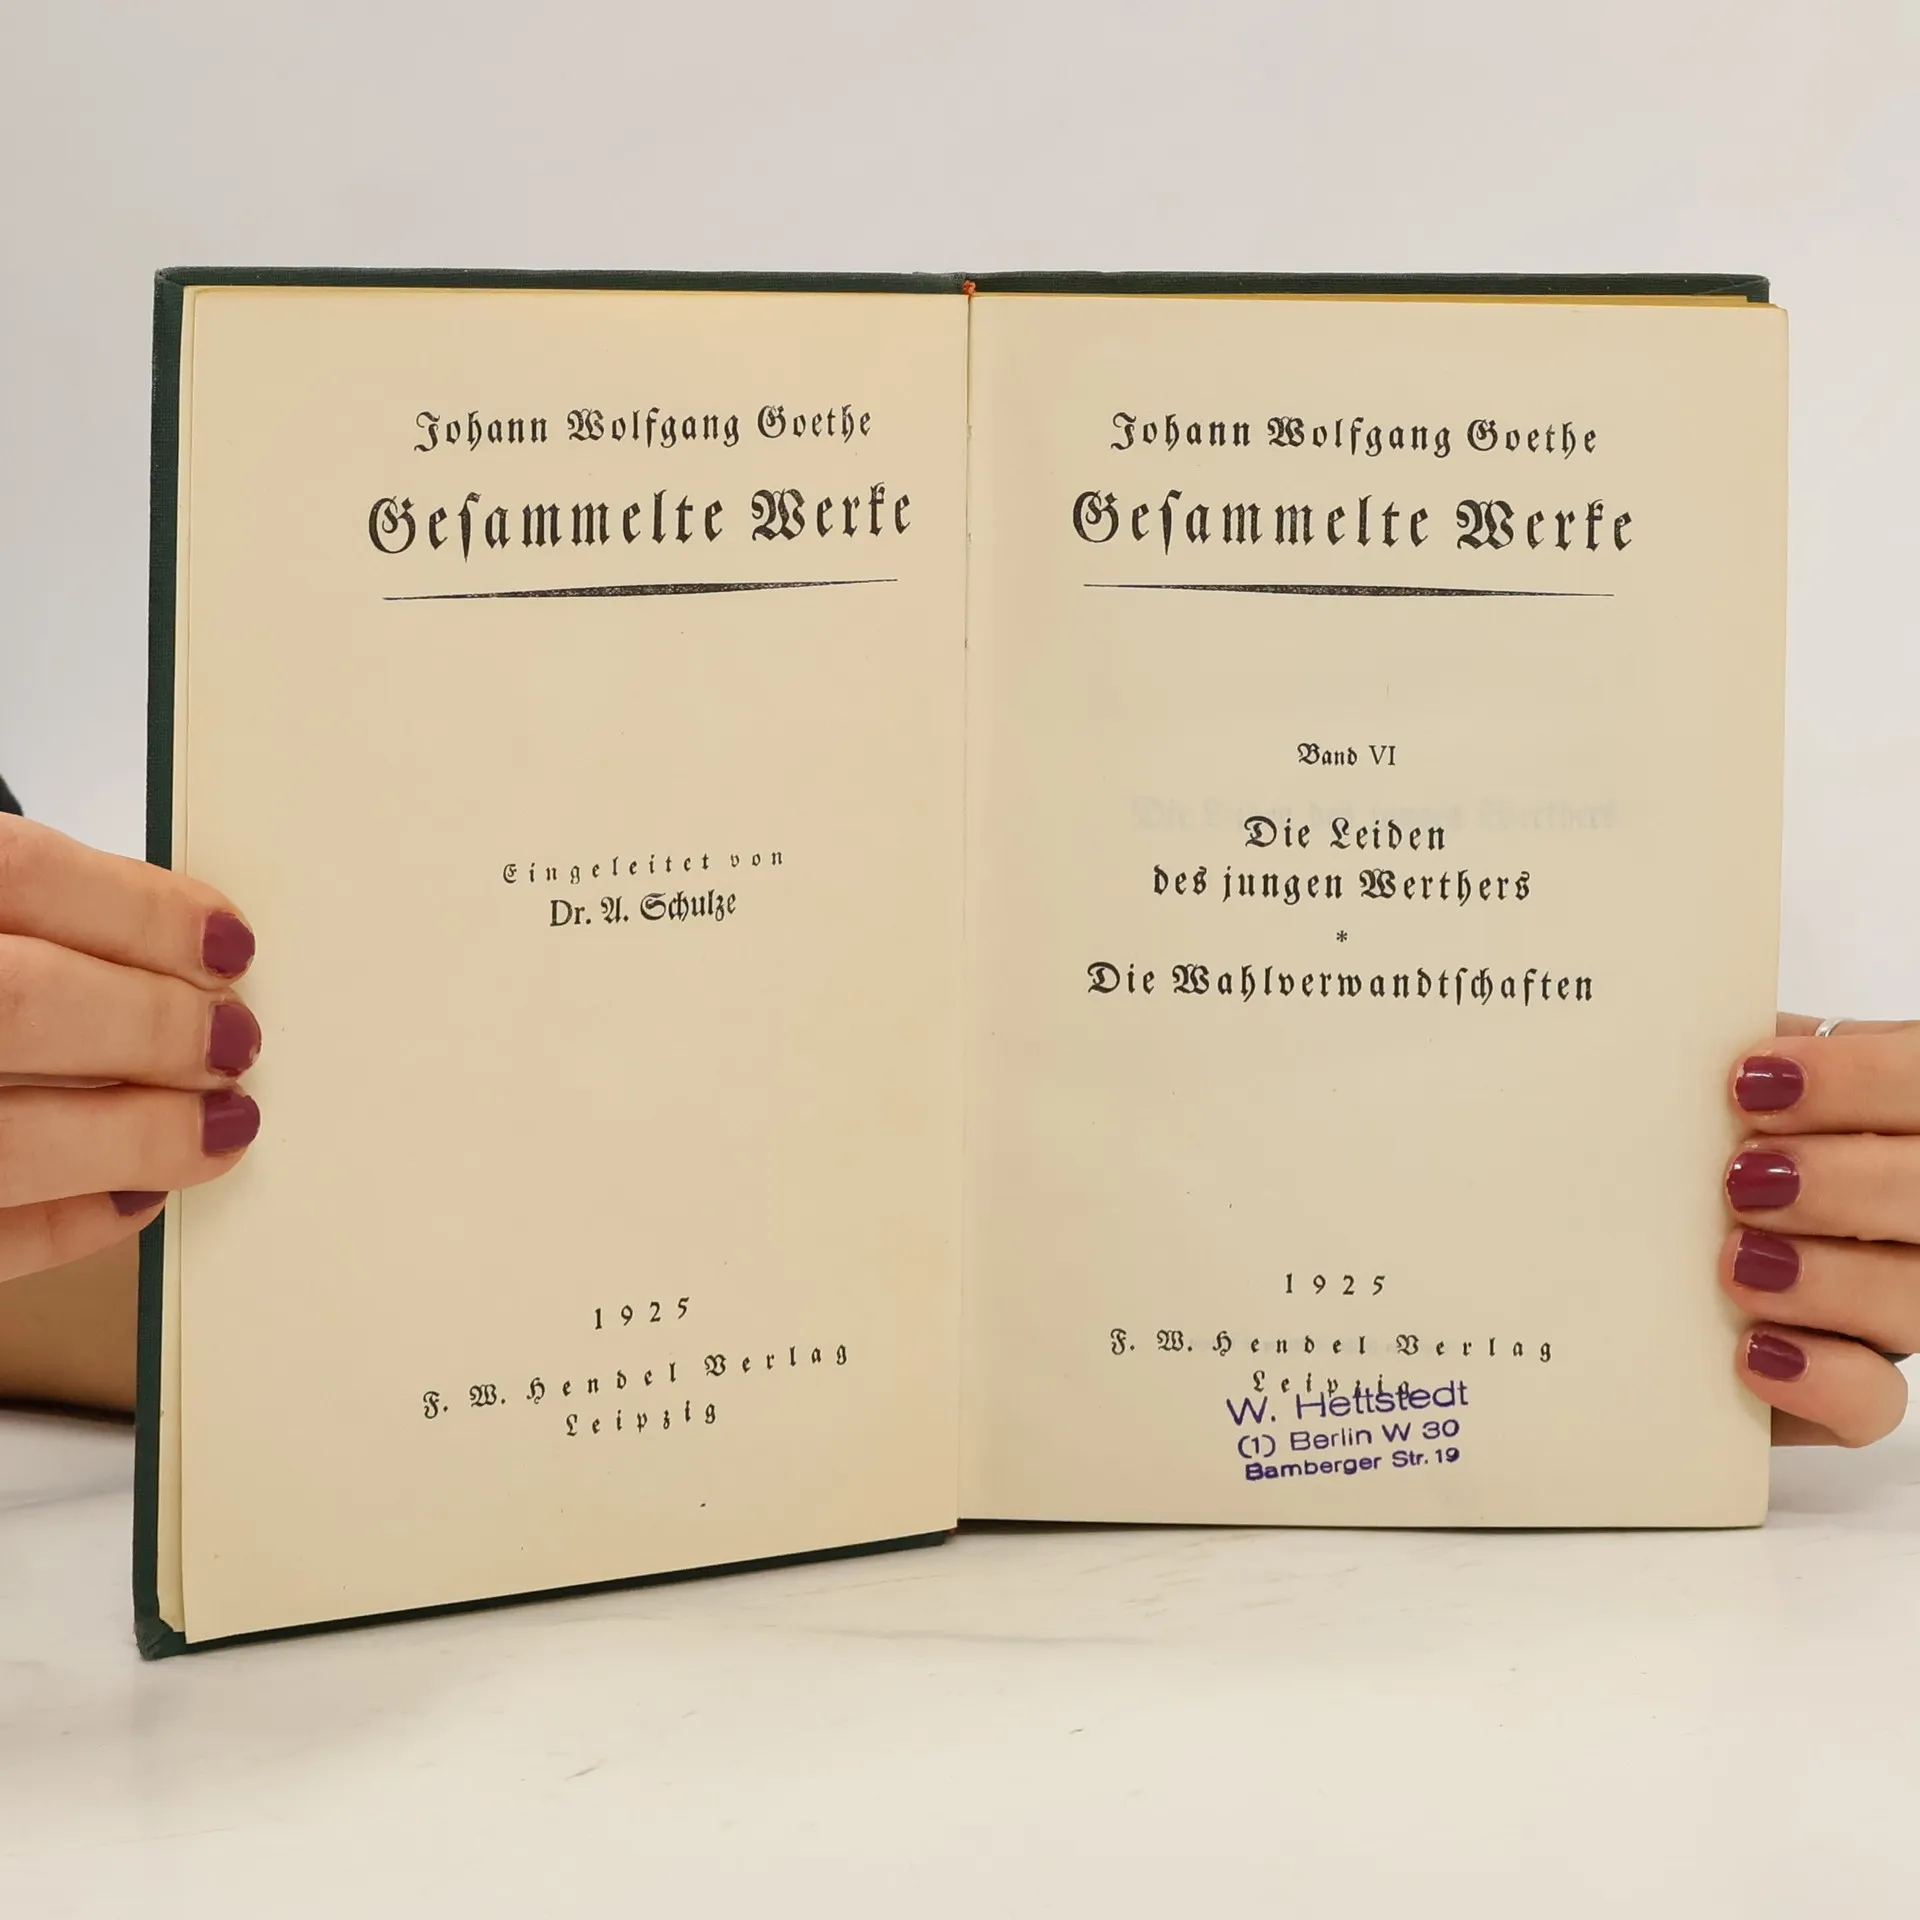 Johann Wolfgang Goethe
Geſammelte Werke
Eingeleitet von
Dr. A. Schulze
1925
F. W. Hendel Verlag
Leipzig
Johann Wolfgang Goethe
Geſammelte Werke
Band VI
Die Leiden
des jungen Werthers
*
Die Wahlverwandtſchaften
1925
F. W. Hendel Verlag
Leipzig
W. Hettstedt
(1) Berlin W 30
Bamberger Str. 19